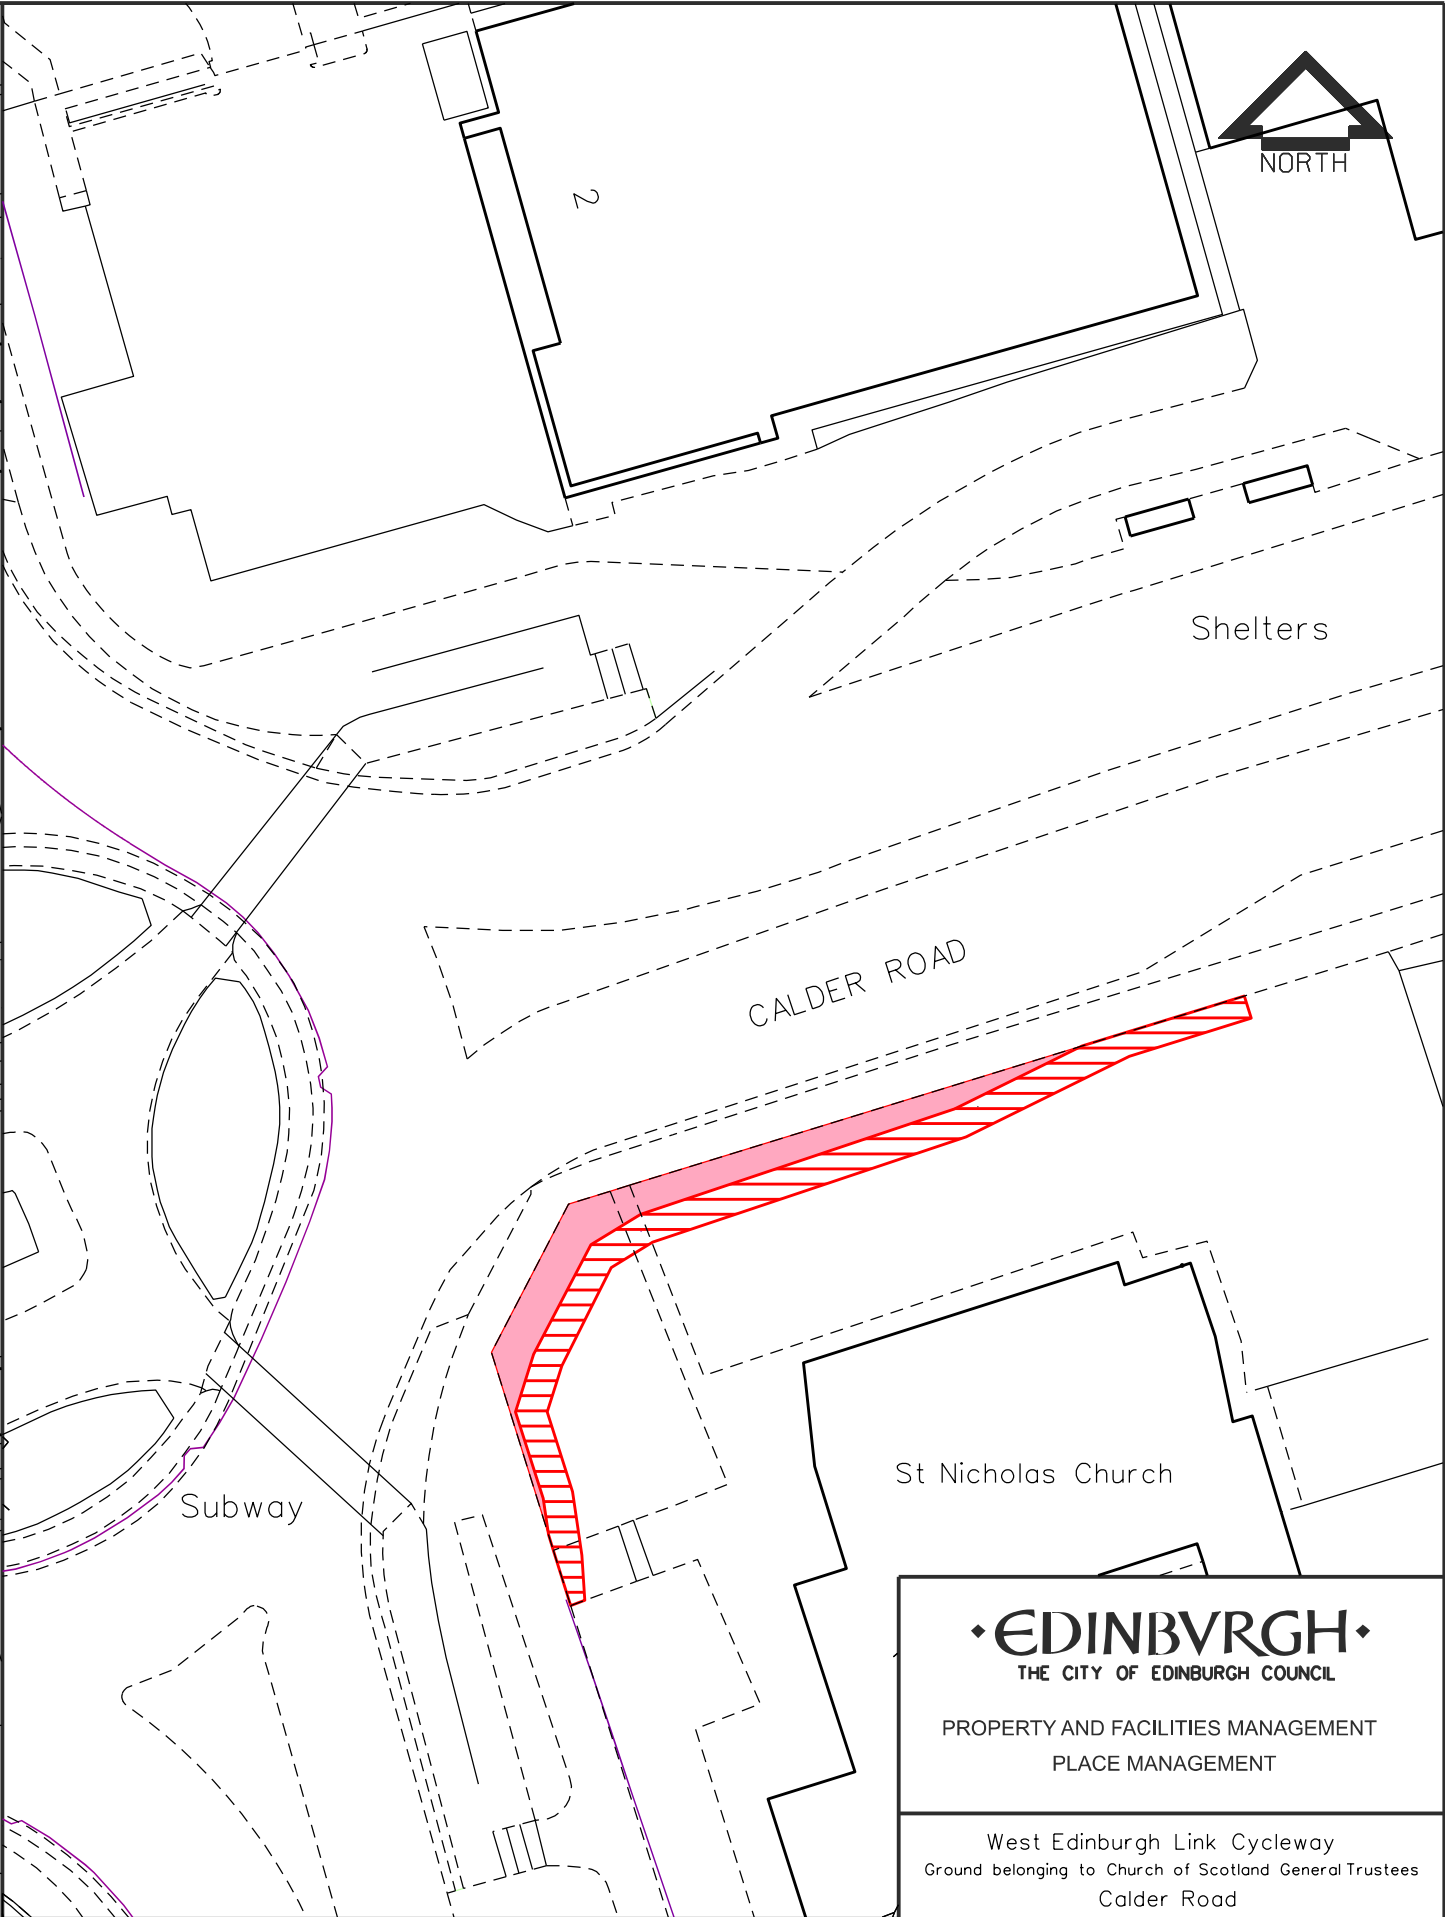 NORTH
2
Shelters
CALDER ROAD
St Nicholas Church
Subway
EDINBVRGH
THE CITY OF EDINBURGH COUNCIL
PROPERTY AND FACILITIES MANAGEMENT
PLACE MANAGEMENT
West Edinburgh Link Cycleway
Ground belonging to Church of Scotland General Trustees
Calder Road